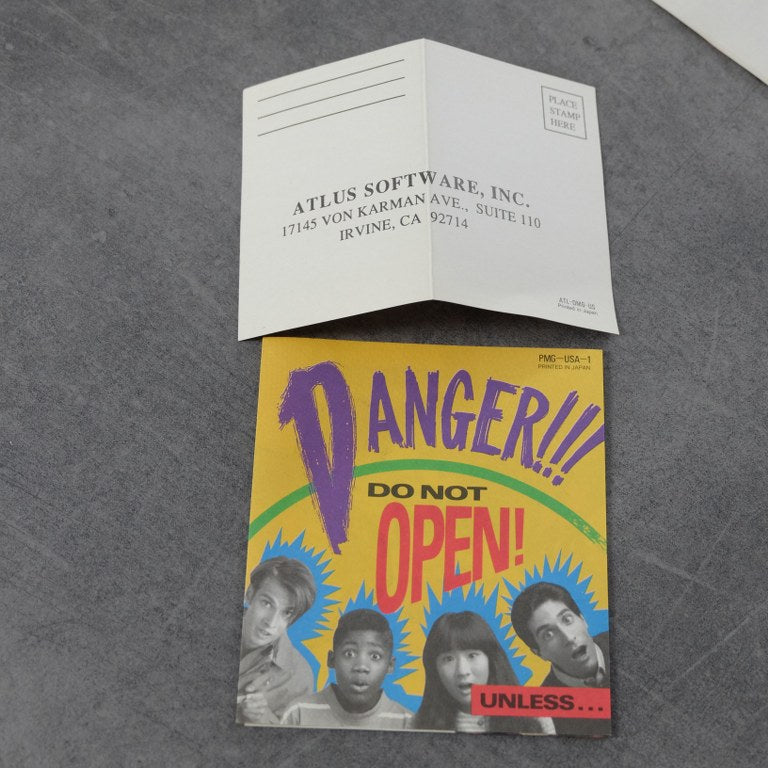 PLACE
STAMP
HERE
ATLUS SOFTWARE, INC.
17145 VON KARMAN AVE., SUITE 110
IRVINE, CA 92714
ATL-DMG-US
Printed in Japan
PMG-USA-1
PRINTED IN JAPAN
DANGER!!!
DO NOT
OPEN!
UNLESS...